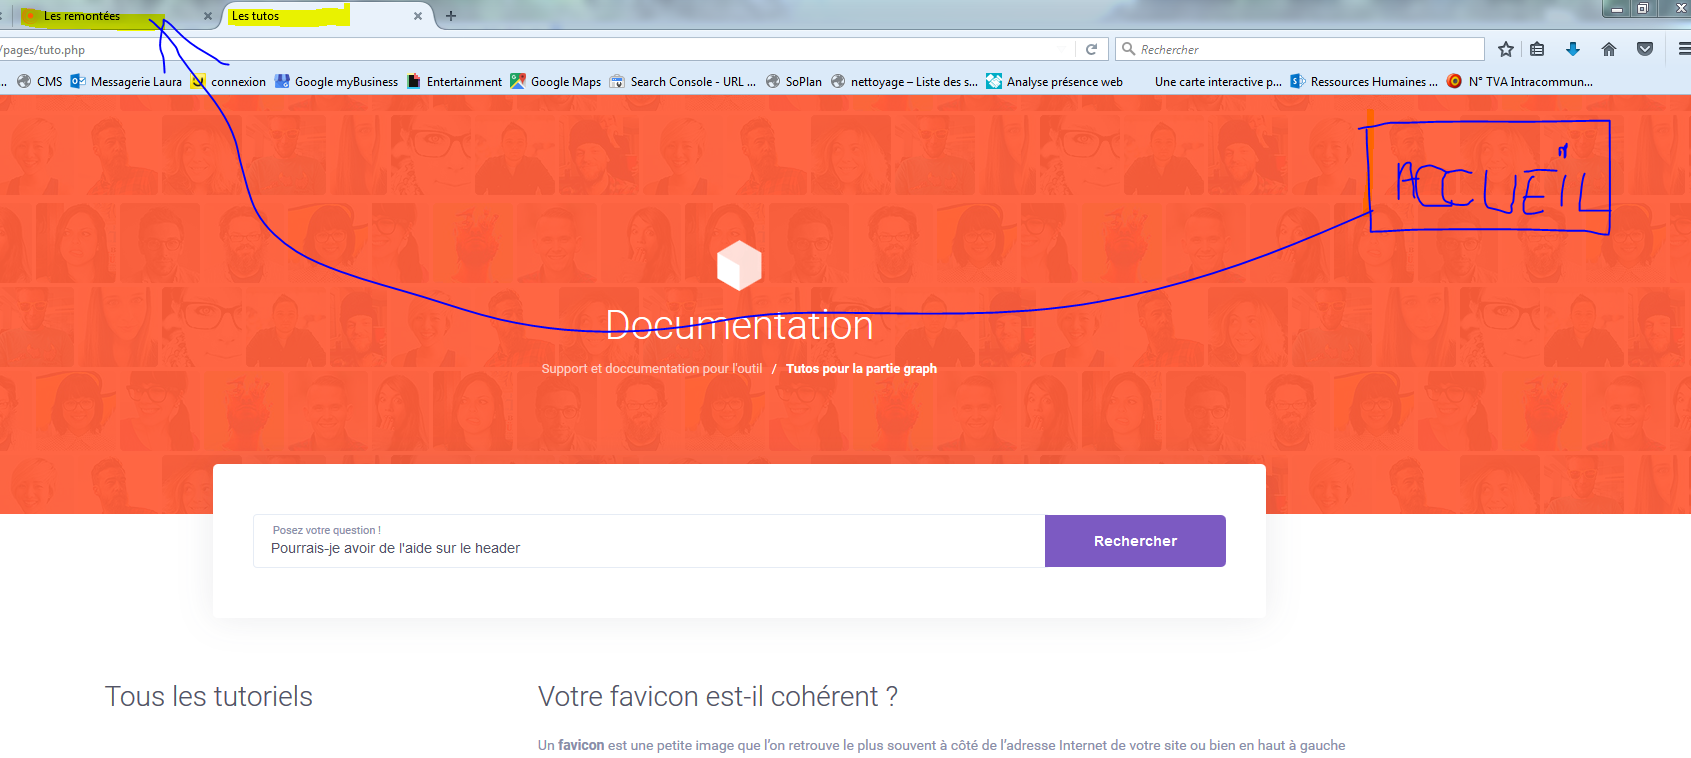 Les remontées
Les tutos
/pages/tuto.php
Rechercher
... CMS Messagerie Laura connexion Google myBusiness Entertainment Google Maps Search Console - URL ... SoPlan nettoyage – Liste des s... Analyse présence web Une carte interactive p... Ressources Humaines ... N° TVA Intracommun...
ACCUEIL
Documentation
Support et doccumentation pour l'outil / Tutos pour la partie graph
Posez votre question !
Pourrais-je avoir de l'aide sur le header
Rechercher
Tous les tutoriels
Votre favicon est-il cohérent ?
Un favicon est une petite image que l’on retrouve le plus souvent à côté de l’adresse Internet de votre site ou bien en haut à gauche